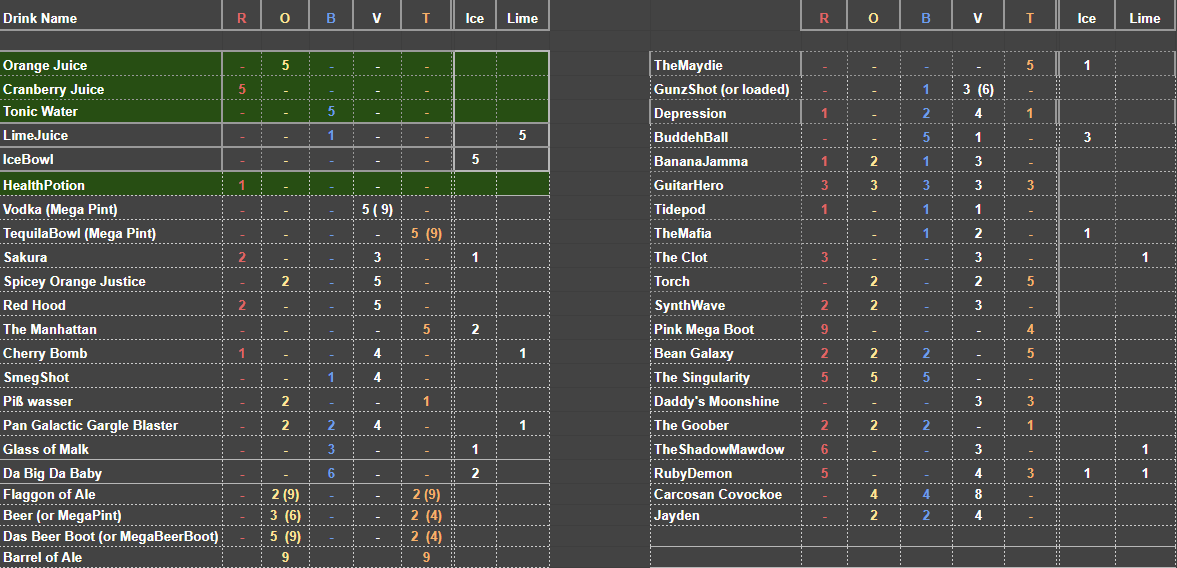 Drink Name R O B V T Ice Lime
Orange Juice - 5 - - -
Cranberry Juice 5 - - - -
Tonic Water - - 5 - -
LimeJuice - - 1 - - 5
IceBowl - - - - - 5
HealthPotion 1 - - - -
Vodka (Mega Pint) - - - 5 ( 9) -
TequilaBowl (Mega Pint) - - - - 5 (9)
Sakura 2 - - 3 - 1
Spicey Orange Justice - 2 - 5 -
Red Hood 2 - - 5 -
The Manhattan - - - - 5 2
Cherry Bomb 1 - - 4 - 1
SmegShot - - 1 4 -
Piß wasser - 2 - - 1
Pan Galactic Gargle Blaster - 2 2 4 - 1
Glass of Malk - - 3 - - 1
Da Big Da Baby - - 6 - - 2
Flaggon of Ale - 2 (9) - - 2 (9)
Beer (or MegaPint) - 3 (6) - - 2 (4)
Das Beer Boot (or MegaBeerBoot) - 5 (9) - - 2 (4)
Barrel of Ale 9 9
R O B V T Ice Lime
TheMaydie - - - - 5 1
GunzShot (or loaded) - - 1 3 (6) -
Depression 1 - 2 4 1
BuddehBall - - 5 1 - 3
BananaJamma 1 2 1 3 -
GuitarHero 3 3 3 3 3
Tidepod 1 - 1 1 -
TheMafia - - 1 2 - 1
The Clot 3 - - 3 - 1
Torch - 2 - 2 5
SynthWave 2 2 - 3 -
Pink Mega Boot 9 - - - 4
Bean Galaxy 2 2 2 - 5
The Singularity 5 5 5 - -
Daddy's Moonshine - - - 3 3
The Goober 2 2 2 - 1
TheShadowMawdow 6 - - 3 - 1
RubyDemon 5 - - 4 3 1 1
Carcosan Covockoe - 4 4 8 -
Jayden - 2 2 4 -